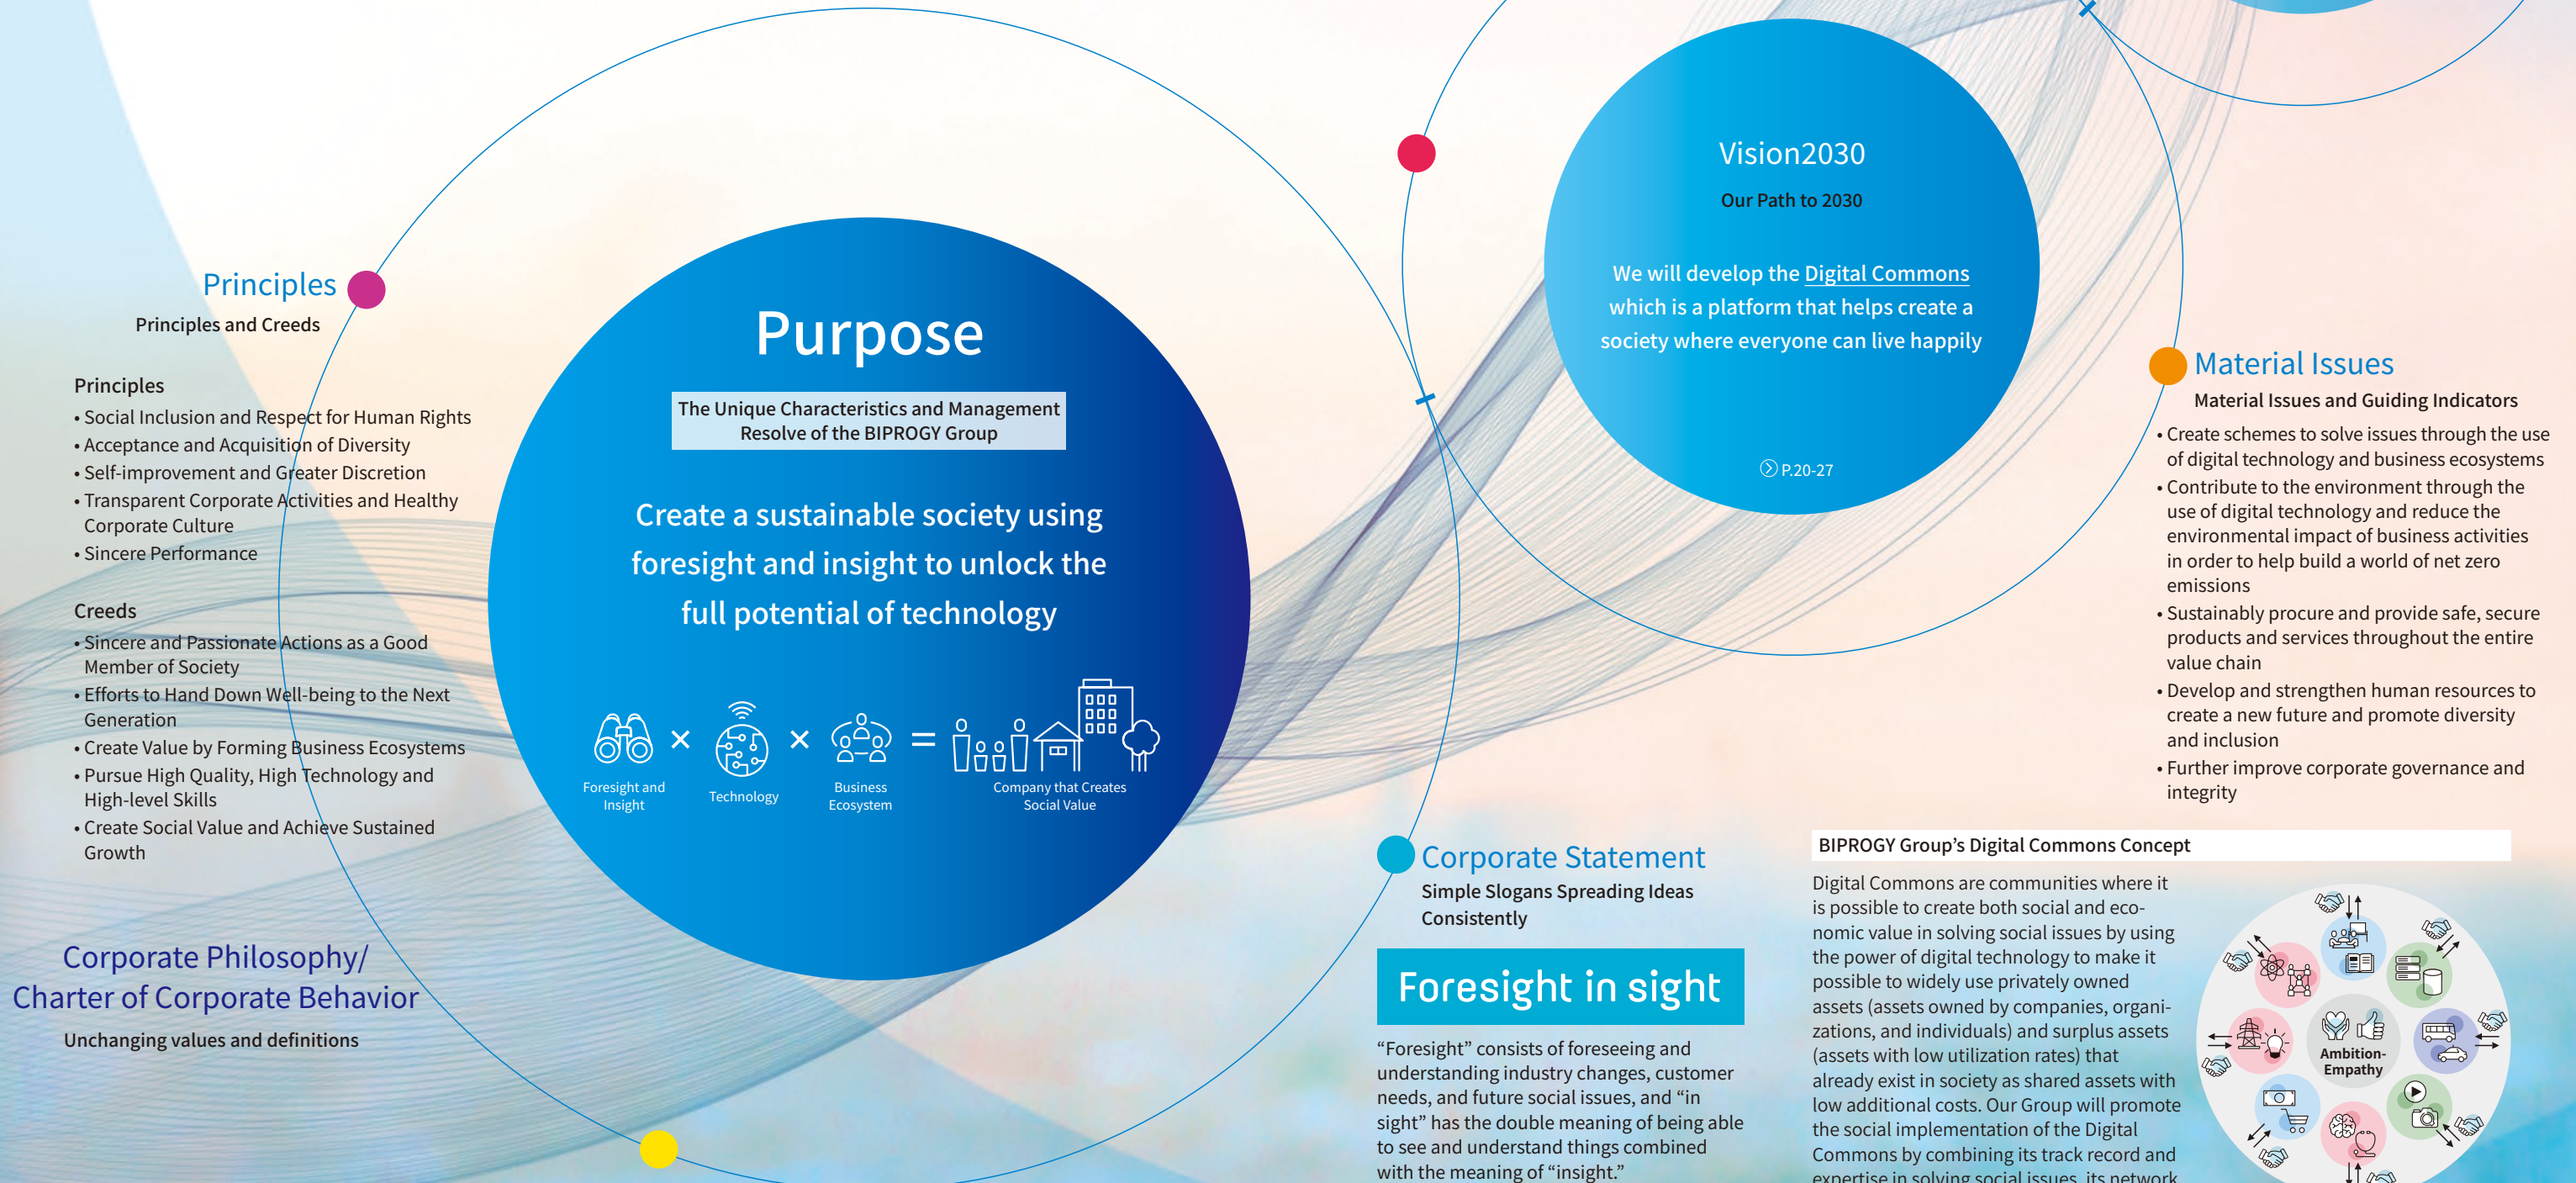 Principles
Principles and Creeds
Principles
• Social Inclusion and Respect for Human Rights
• Acceptance and Acquisition of Diversity
• Self-improvement and Greater Discretion
• Transparent Corporate Activities and Healthy
Corporate Culture
• Sincere Performance
Creeds
• Sincere and Passionate Actions as a Good
Member of Society
• Efforts to Hand Down Well-being to the Next
Generation
• Create Value by Forming Business Ecosystems
• Pursue High Quality, High Technology and
High-level Skills
• Create Social Value and Achieve Sustained
Growth
Corporate Philosophy/
Charter of Corporate Behavior
Unchanging values and definitions
Purpose
The Unique Characteristics and Management
Resolve of the BIPROGY Group
Create a sustainable society using
foresight and insight to unlock the
full potential of technology
× × =
Foresight and
Insight
Technology
Business
Ecosystem
Company that Creates
Social Value
Vision2030
Our Path to 2030
We will develop the Digital Commons
which is a platform that helps create a
society where everyone can live happily
P.20-27
Material Issues
Material Issues and Guiding Indicators
• Create schemes to solve issues through the use
of digital technology and business ecosystems
• Contribute to the environment through the
use of digital technology and reduce the
environmental impact of business activities
in order to help build a world of net zero
emissions
• Sustainably procure and provide safe, secure
products and services throughout the entire
value chain
• Develop and strengthen human resources to
create a new future and promote diversity
and inclusion
• Further improve corporate governance and
integrity
Corporate Statement
Simple Slogans Spreading Ideas
Consistently
Foresight in sight
“Foresight” consists of foreseeing and
understanding industry changes, customer
needs, and future social issues, and “in
sight” has the double meaning of being able
to see and understand things combined
with the meaning of “insight.”
BIPROGY Group’s Digital Commons Concept
Digital Commons are communities where it
is possible to create both social and eco-
nomic value in solving social issues by using
the power of digital technology to make it
possible to widely use privately owned
assets (assets owned by companies, organi-
zations, and individuals) and surplus assets
(assets with low utilization rates) that
already exist in society as shared assets with
low additional costs. Our Group will promote
the social implementation of the Digital
Commons by combining its track record and
expertise in solving social issues, its network
Ambition-
Empathy